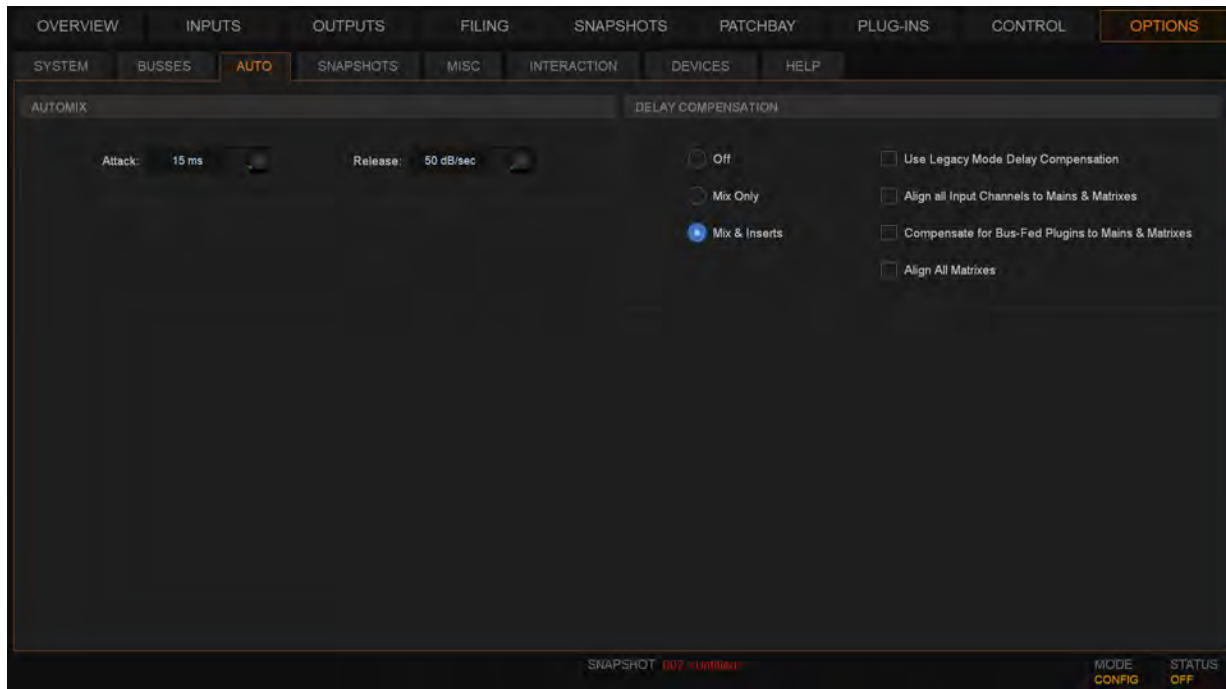 OVERVIEW INPUTS OUTPUTS FILING SNAPSHOTS PATCHBAY PLUG-INS CONTROL OPTIONS
SYSTEM BUSSES AUTO SNAPSHOTS MISC INTERACTION DEVICES HELP
AUTOMIX DELAY COMPENSATION
Attack: 15 ms Release: 50 dB/sec Off Use Legacy Mode Delay Compensation
Mix Only Align all Input Channels to Mains & Matrixes
Mix & Inserts Compensate for Bus-Fed Plugins to Mains & Matrixes
Align All Matrixes
SNAPSHOT 002 <untitled> MODE STATUS
CONFIG OFF